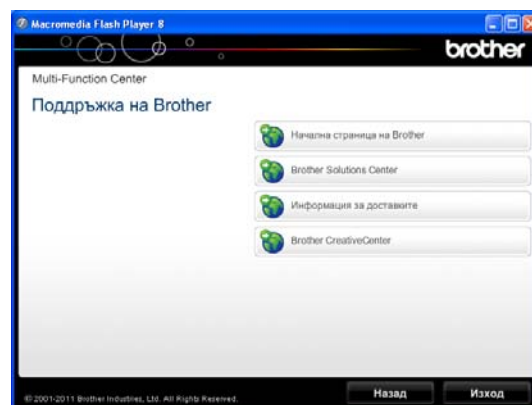 Macromedia Flash Player 8
brother
Multi-Function Center
Поддръжка на Brother
Начална страница на Brother
Brother Solutions Center
Информация за доставките
Brother CreativeCenter
© 2001-2011 Brother Industries, Ltd. All Rights Reserved.
Назад
Изход